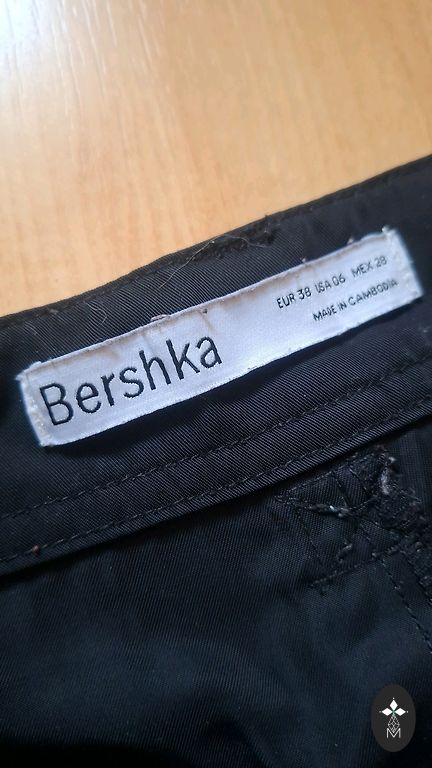 Bershka
EUR 38 USA 06 MEX 28
MADE IN CAMBODIA
M